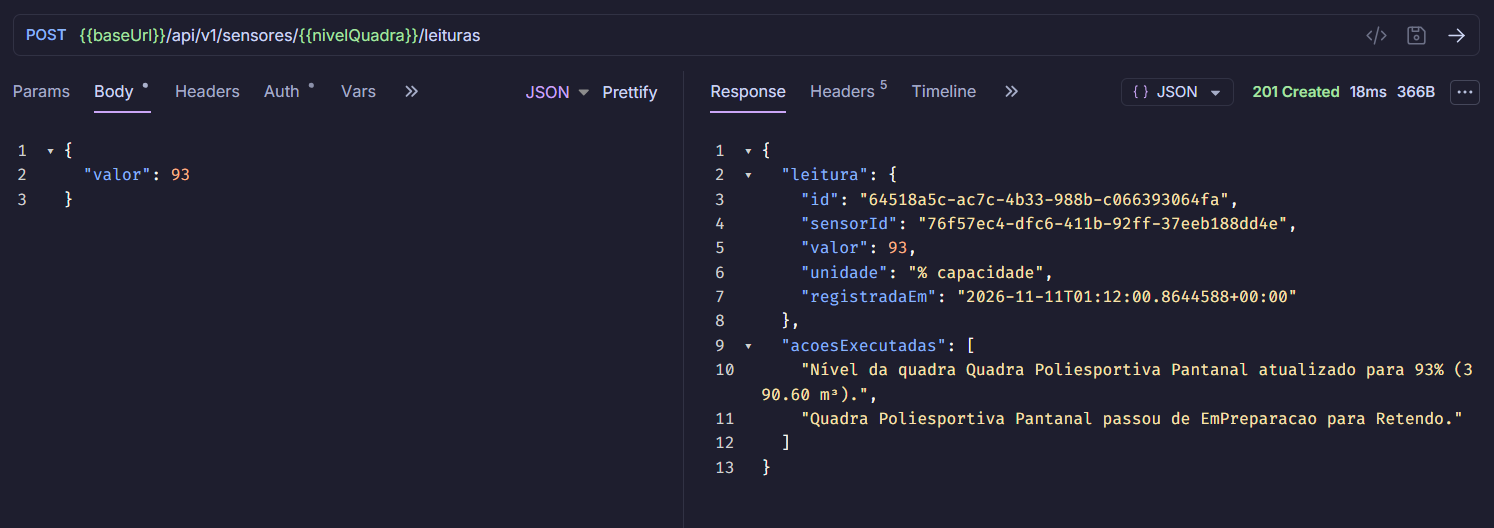 POST {{baseUrl}}/api/v1/sensores/{{nivelQuadra}}/leituras
Params Body Headers Auth Vars JSON Prettify
1 {
2 "valor": 93
3 }
Response Headers 5 Timeline { } JSON 201 Created 18ms 366B
1 {
2 "leitura": {
3 "id": "64518a5c-ac7c-4b33-988b-c066393064fa",
4 "sensorId": "76f57ec4-dfc6-411b-92ff-37eeb188dd4e",
5 "valor": 93,
6 "unidade": "% capacidade",
7 "registradaEm": "2026-11-11T01:12:00.8644588+00:00"
8 },
9 "acoesExecutadas": [
10 "Nível da quadra Quadra Poliesportiva Pantanal atualizado para 93% (3
90.60 m³).",
11 "Quadra Poliesportiva Pantanal passou de EmPreparacao para Retendo."
12 ]
13 }